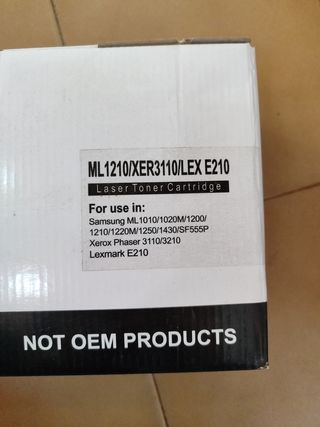 ML1210/XER3110/LEX E210
Laser Toner Cartridge
For use in:
Samsung ML1010/1020M/1200/
1210/1220M/1250/1430/SF555P
Xerox Phaser 3110/3210
Lexmark E210
NOT OEM PRODUCTS